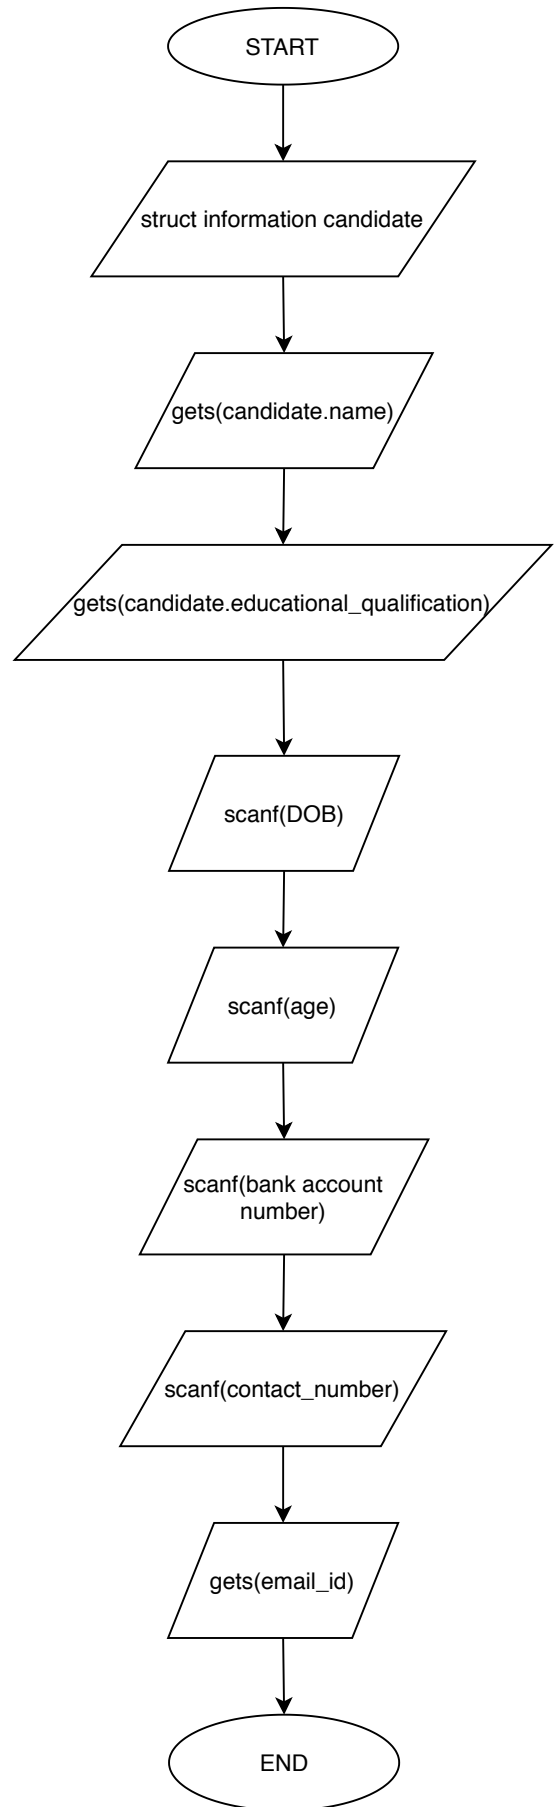 START
struct information candidate
gets(candidate.name)
gets(candidate.educational_qualification)
scanf(DOB)
scanf(age)
scanf(bank account
number)
scanf(contact_number)
gets(email_id)
END